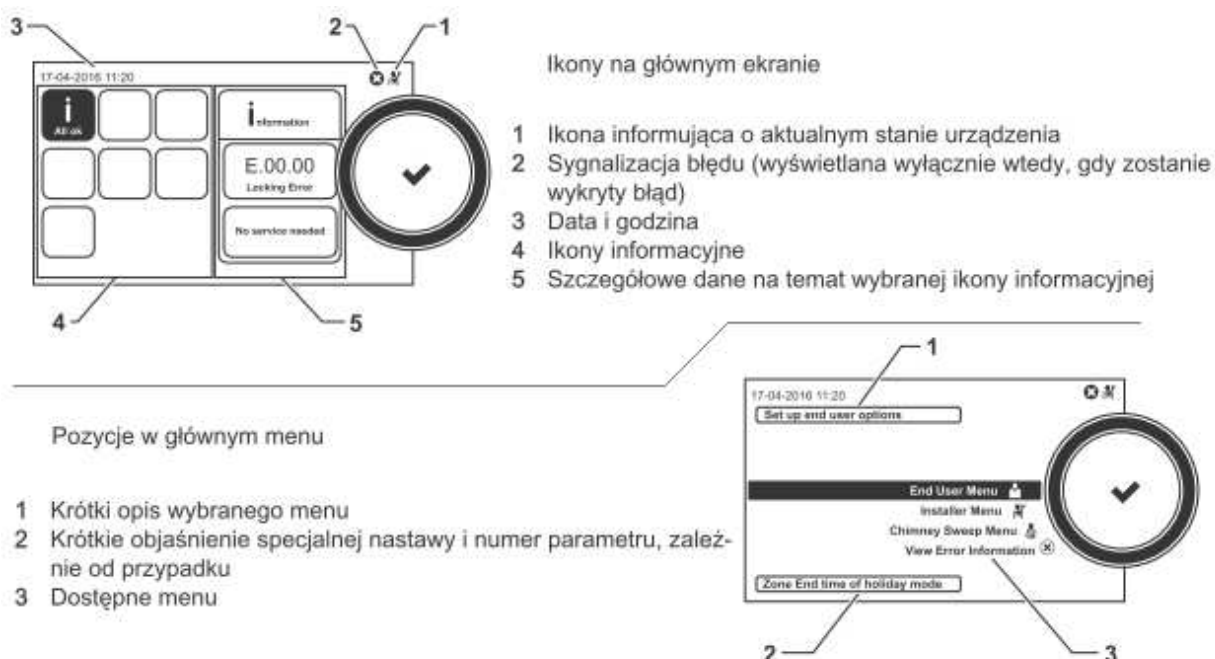 3
2
1
17-04-2016 11:20
i
All ok
information
E.00.00
Locking Error
No service needed
4
5
Ikony na głównym ekranie
1 Ikona informująca o aktualnym stanie urządzenia
2 Sygnalizacja błędu (wyświetlana wyłącznie wtedy, gdy zostanie
wykryty błąd)
3 Data i godzina
4 Ikony informacyjne
5 Szczegółowe dane na temat wybranej ikony informacyjnej
Pozycje w głównym menu
1 Krótki opis wybranego menu
2 Krótkie objaśnienie specjalnej nastawy i numer parametru, zależ-
nie od przypadku
3 Dostępne menu
1
17-04-2016 11:20
Set up end user options
End User Menu
Installer Menu
Chimney Sweep Menu
View Error Information
Zone End time of holiday mode
2
3